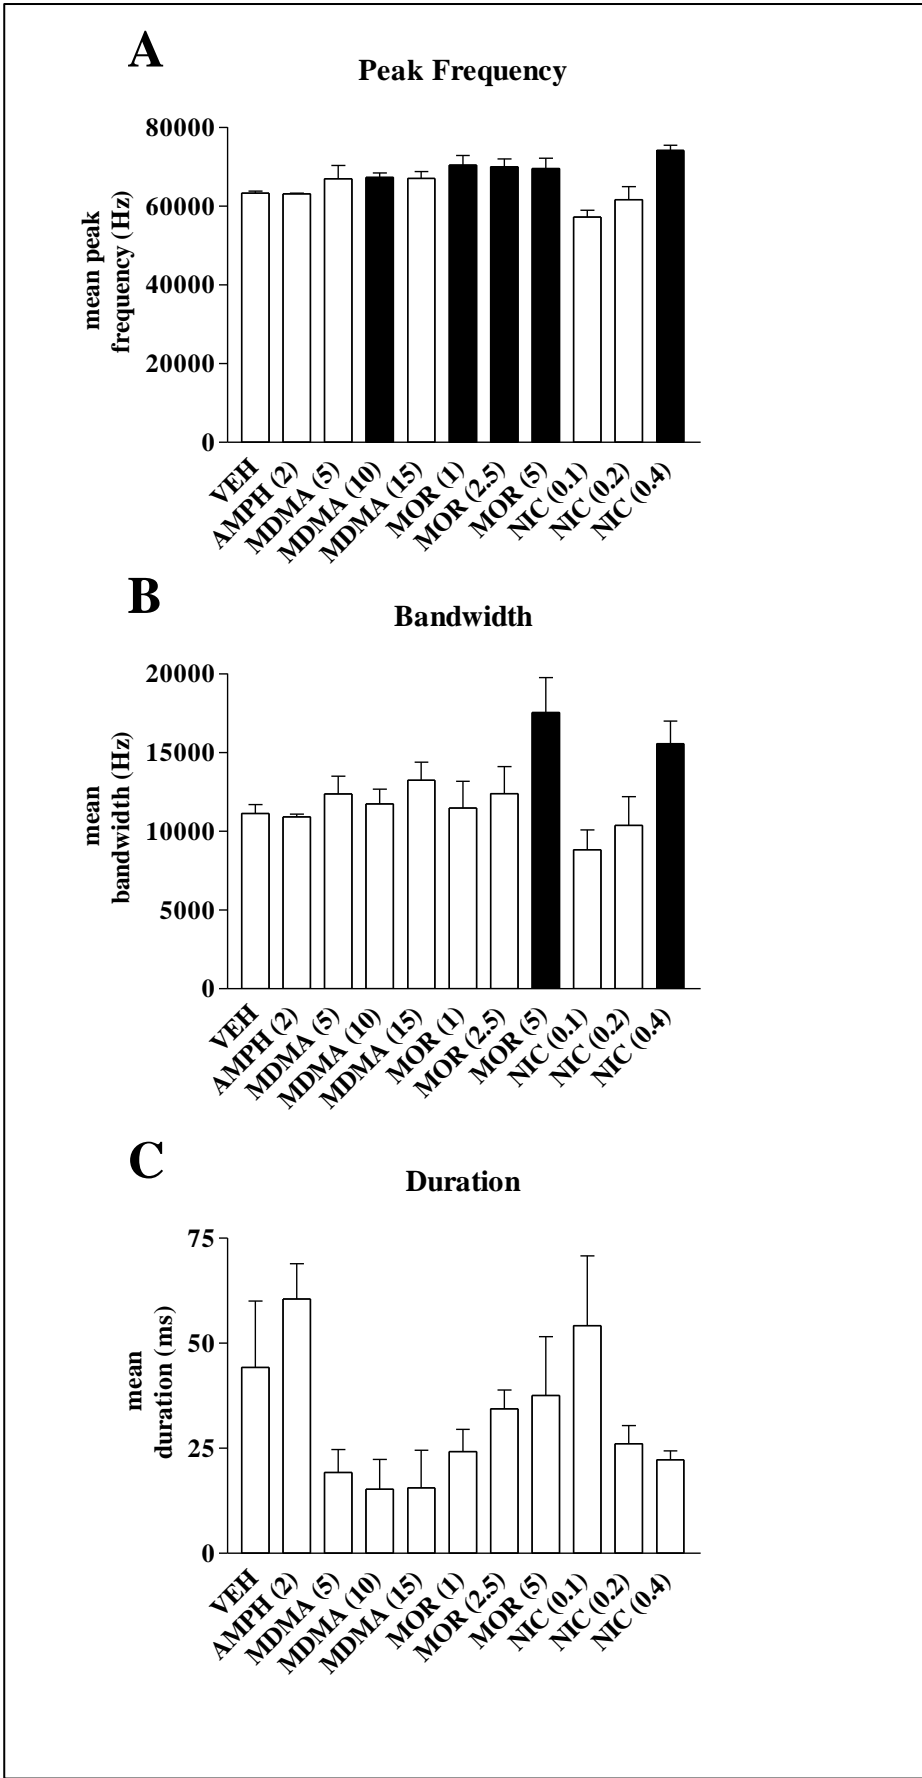 A
Peak Frequency
mean peak
frequency (Hz)
80000
60000
40000
20000
0
VEH
AMPH (2)
MDMA (5)
MDMA (10)
MDMA (15)
MOR (1)
MOR (2.5)
MOR (5)
NIC (0.1)
NIC (0.2)
NIC (0.4)
B
Bandwidth
mean
bandwidth (Hz)
20000
15000
10000
5000
0
VEH
AMPH (2)
MDMA (5)
MDMA (10)
MDMA (15)
MOR (1)
MOR (2.5)
MOR (5)
NIC (0.1)
NIC (0.2)
NIC (0.4)
C
Duration
mean
duration (ms)
75
50
25
0
VEH
AMPH (2)
MDMA (5)
MDMA (10)
MDMA (15)
MOR (1)
MOR (2.5)
MOR (5)
NIC (0.1)
NIC (0.2)
NIC (0.4)